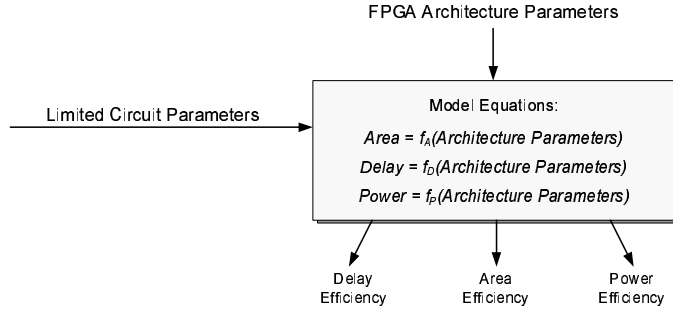 FPGA Architecture Parameters
Limited Circuit Parameters
Model Equations:
Area = fA(Architecture Parameters)
Delay = fD(Architecture Parameters)
Power = fP(Architecture Parameters)
Delay
Efficiency
Area
Efficiency
Power
Efficiency